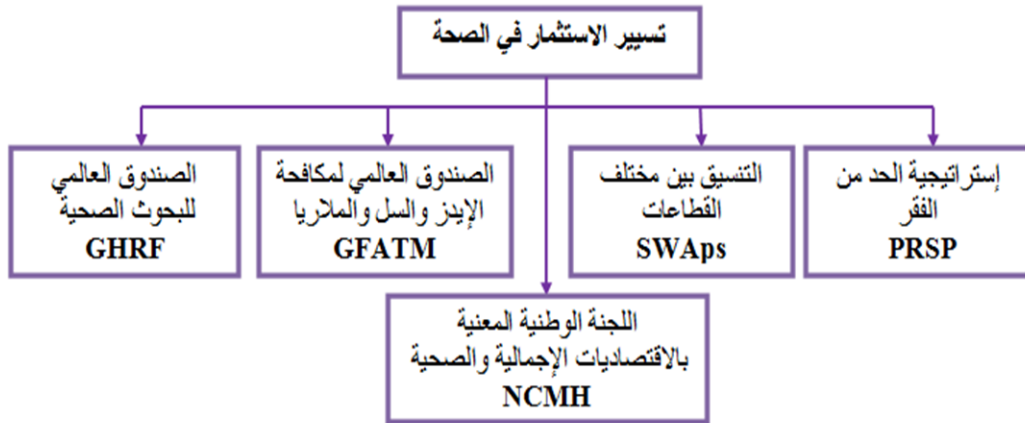 تسيير الاستثمار في الصحة
إستراتيجية الحد من
الفقر
PRSP
التنسيق بين مختلف
القطاعات
SWAps
الصندوق العالمي لمكافحة
الإيدز والسل والملاريا
GFATM
الصندوق العالمي
للبحوث الصحية
GHRF
اللجنة الوطنية المعنية
بالاقتصاديات الإجمالية والصحية
NCMH